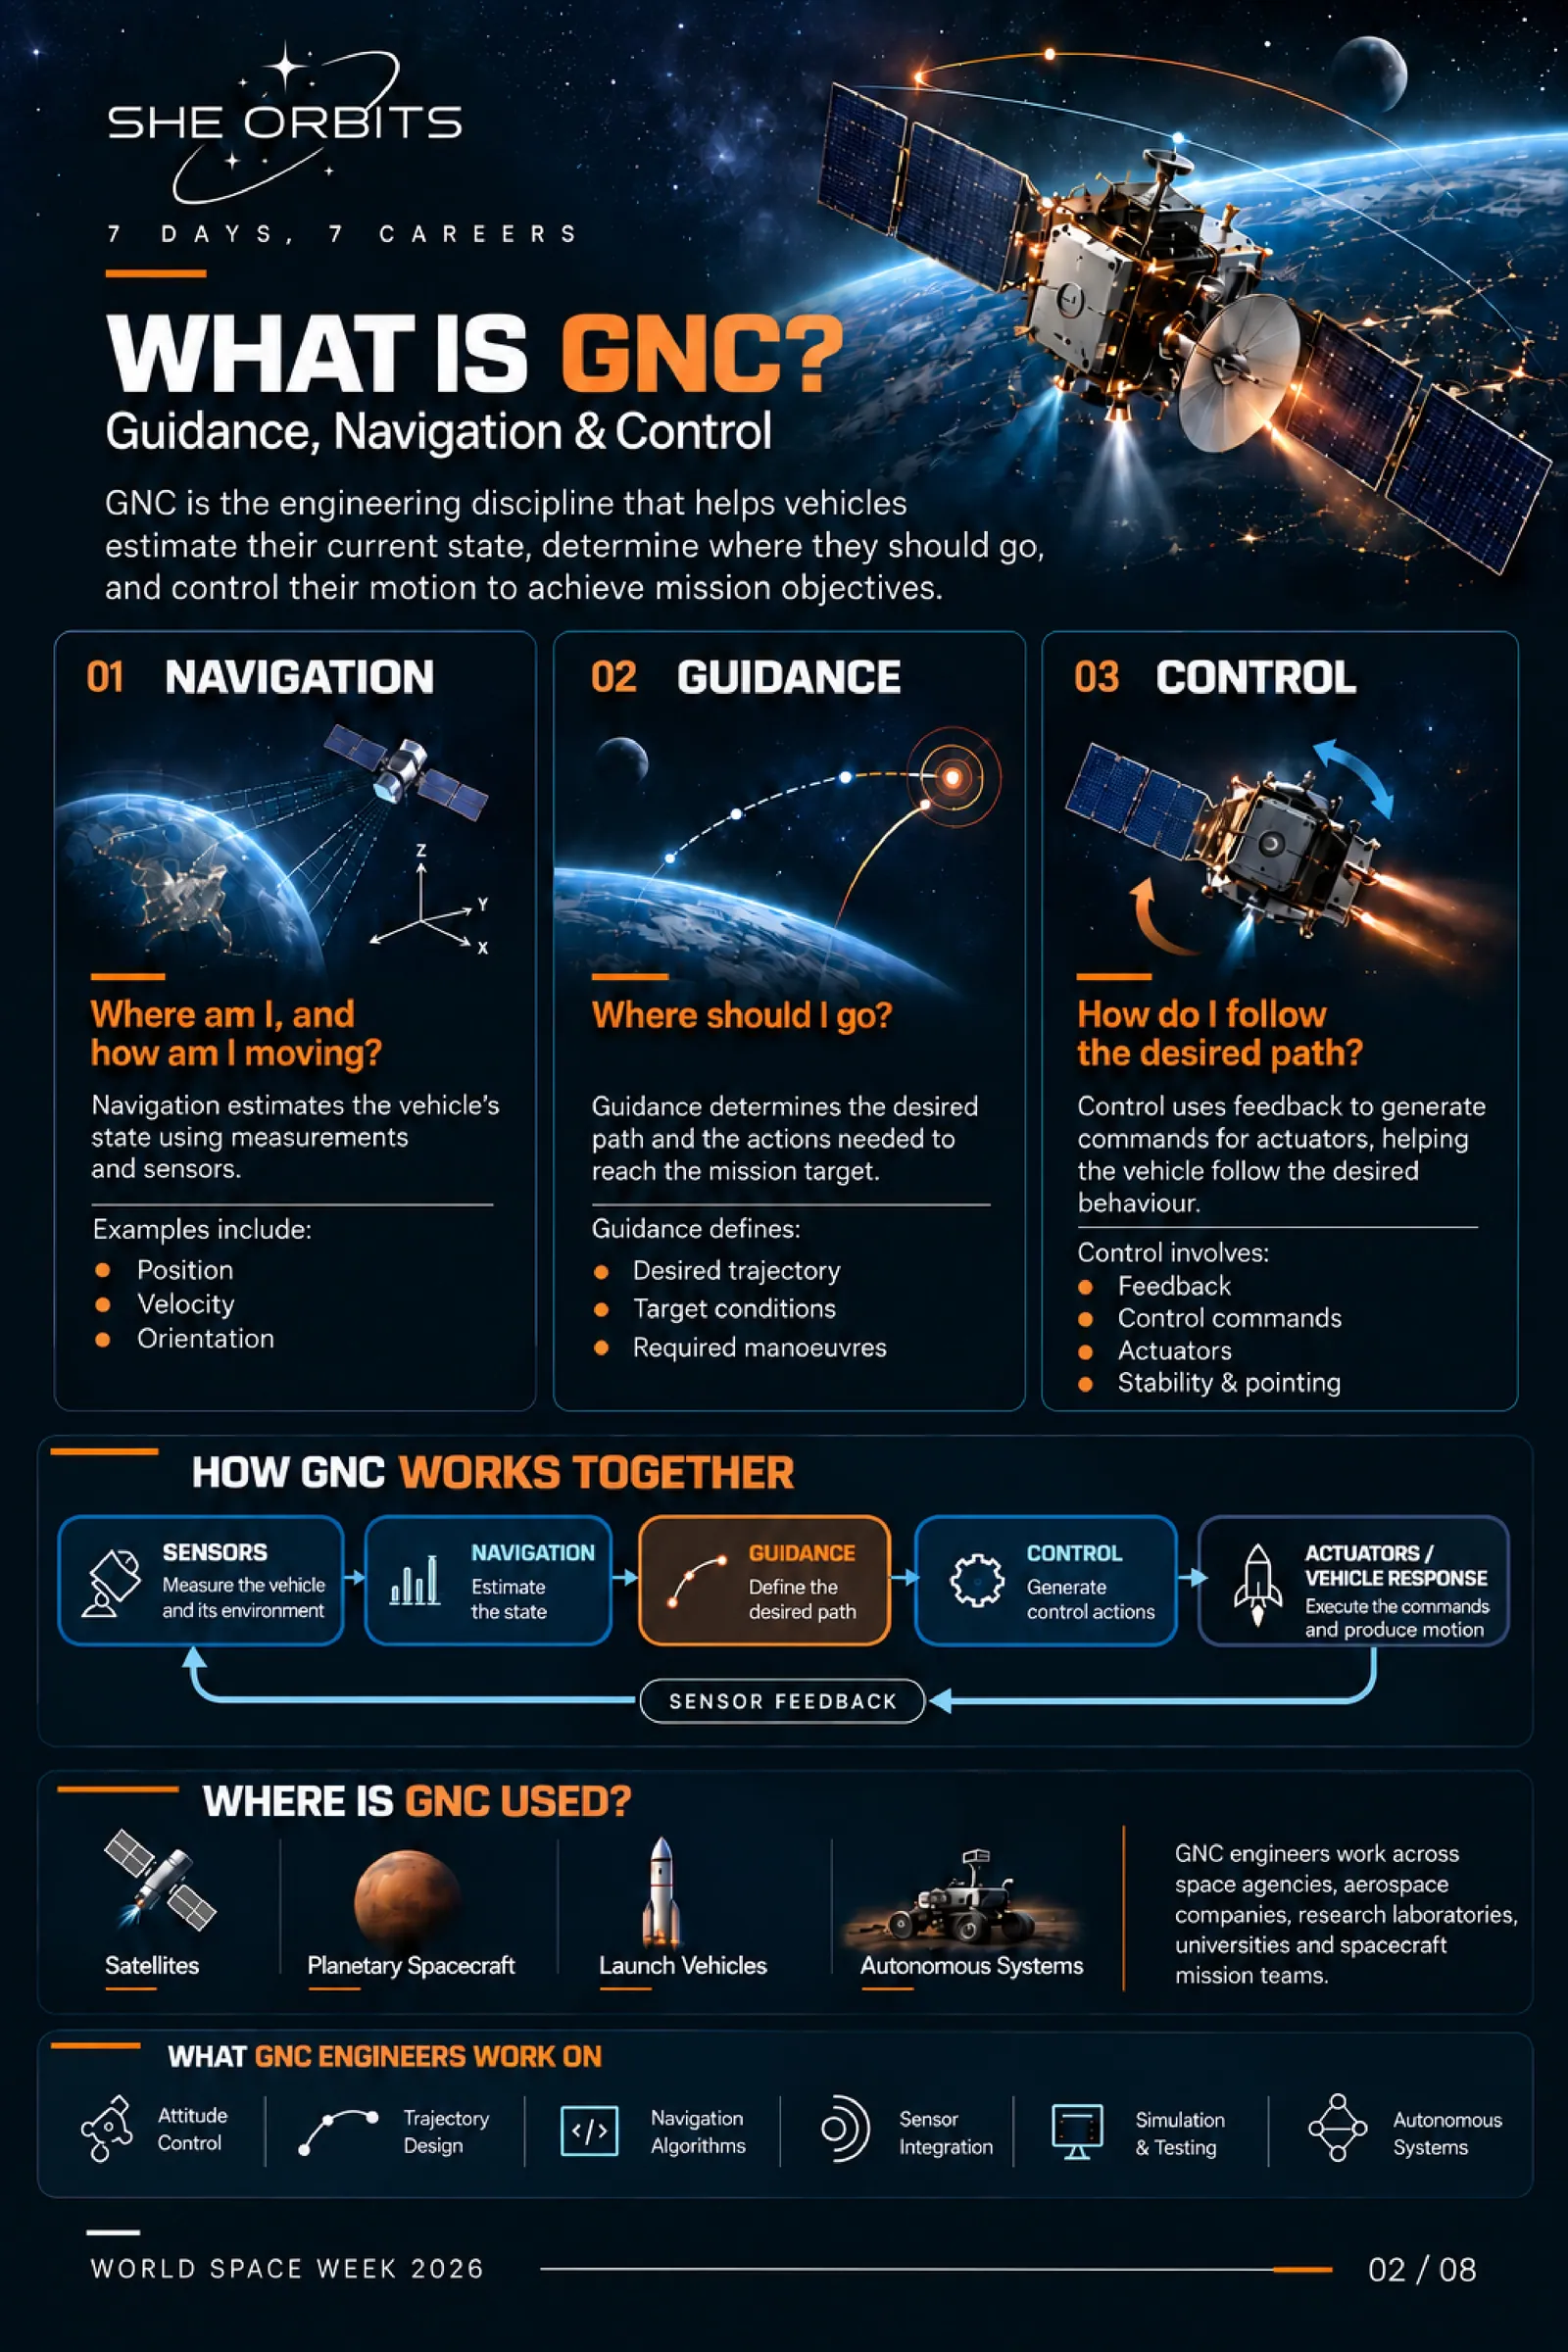 SHE ORBITS
7 DAYS, 7 CAREERS
WHAT IS GNC?
Guidance, Navigation & Control
GNC is the engineering discipline that helps vehicles
estimate their current state, determine where they should go,
and control their motion to achieve mission objectives.
01 NAVIGATION
Z
Y
X
Where am I, and
how am I moving?
Navigation estimates the vehicle's
state using measurements
and sensors.
Examples include:
Position
Velocity
Orientation
02 GUIDANCE
Where should I go?
Guidance determines the desired
path and the actions needed to
reach the mission target.
Guidance defines:
Desired trajectory
Target conditions
Required manoeuvres
03 CONTROL
How do I follow
the desired path?
Control uses feedback to generate
commands for actuators, helping
the vehicle follow the desired
behaviour.
Control involves:
Feedback
Control commands
Actuators
Stability & pointing
HOW GNC WORKS TOGETHER
SENSORS
Measure the vehicle
and its environment
NAVIGATION
Estimate
the state
GUIDANCE
Define the
desired path
CONTROL
Generate
control actions
ACTUATORS /
VEHICLE RESPONSE
Execute the commands
and produce motion
SENSOR FEEDBACK
WHERE IS GNC USED?
Satellites
Planetary Spacecraft
Launch Vehicles
Autonomous Systems
GNC engineers work across
space agencies, aerospace
companies, research laboratories,
universities and spacecraft
mission teams.
WHAT GNC ENGINEERS WORK ON
Attitude
Control
Trajectory
Design
</>
Navigation
Algorithms
Sensor
Integration
Simulation
& Testing
Autonomous
Systems
WORLD SPACE WEEK 2026
02 / 08